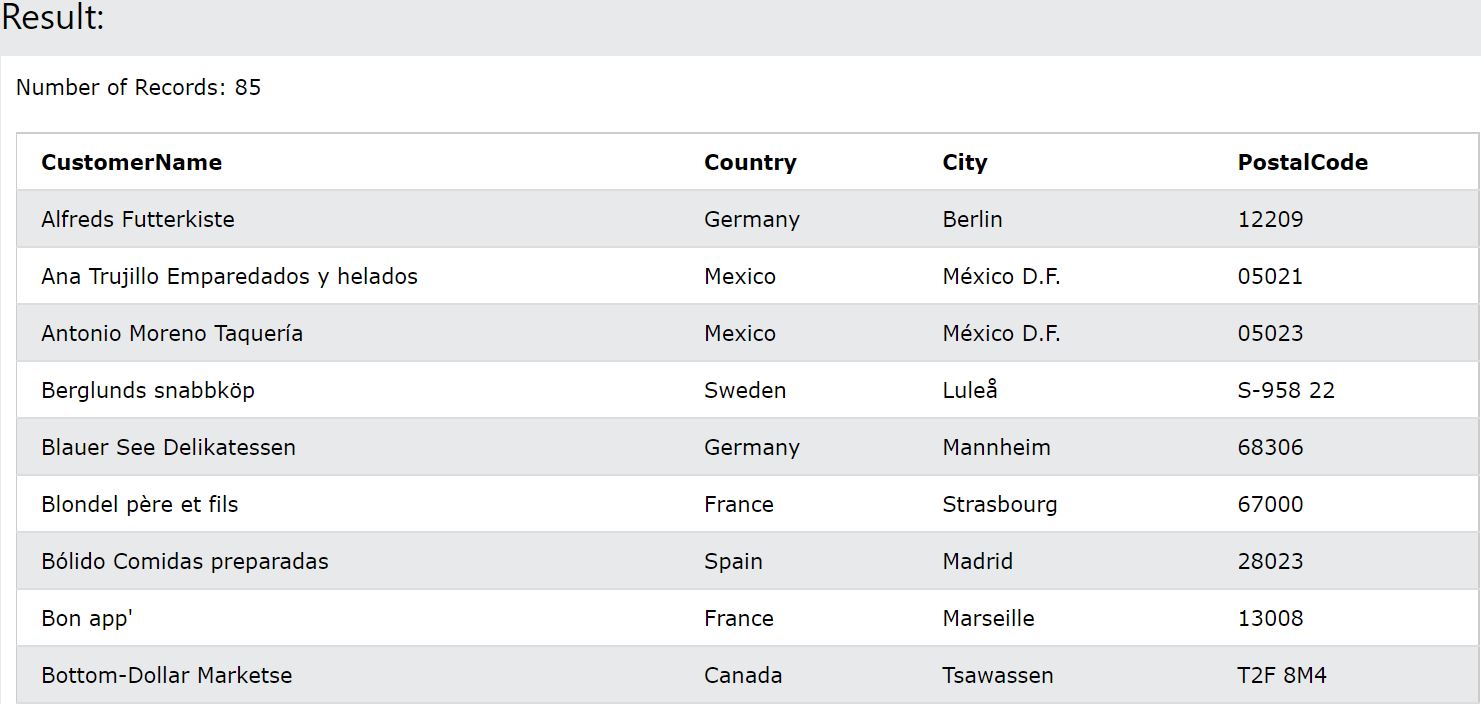 Result:
Number of Records: 85
CustomerName Country City PostalCode
Alfreds Futterkiste Germany Berlin 12209
Ana Trujillo Emparedados y helados Mexico México D.F. 05021
Antonio Moreno Taquería Mexico México D.F. 05023
Berglunds snabbköp Sweden Luleå S-958 22
Blauer See Delikatessen Germany Mannheim 68306
Blondel père et fils France Strasbourg 67000
Bólido Comidas preparadas Spain Madrid 28023
Bon app' France Marseille 13008
Bottom-Dollar Marketse Canada Tsawassen T2F 8M4